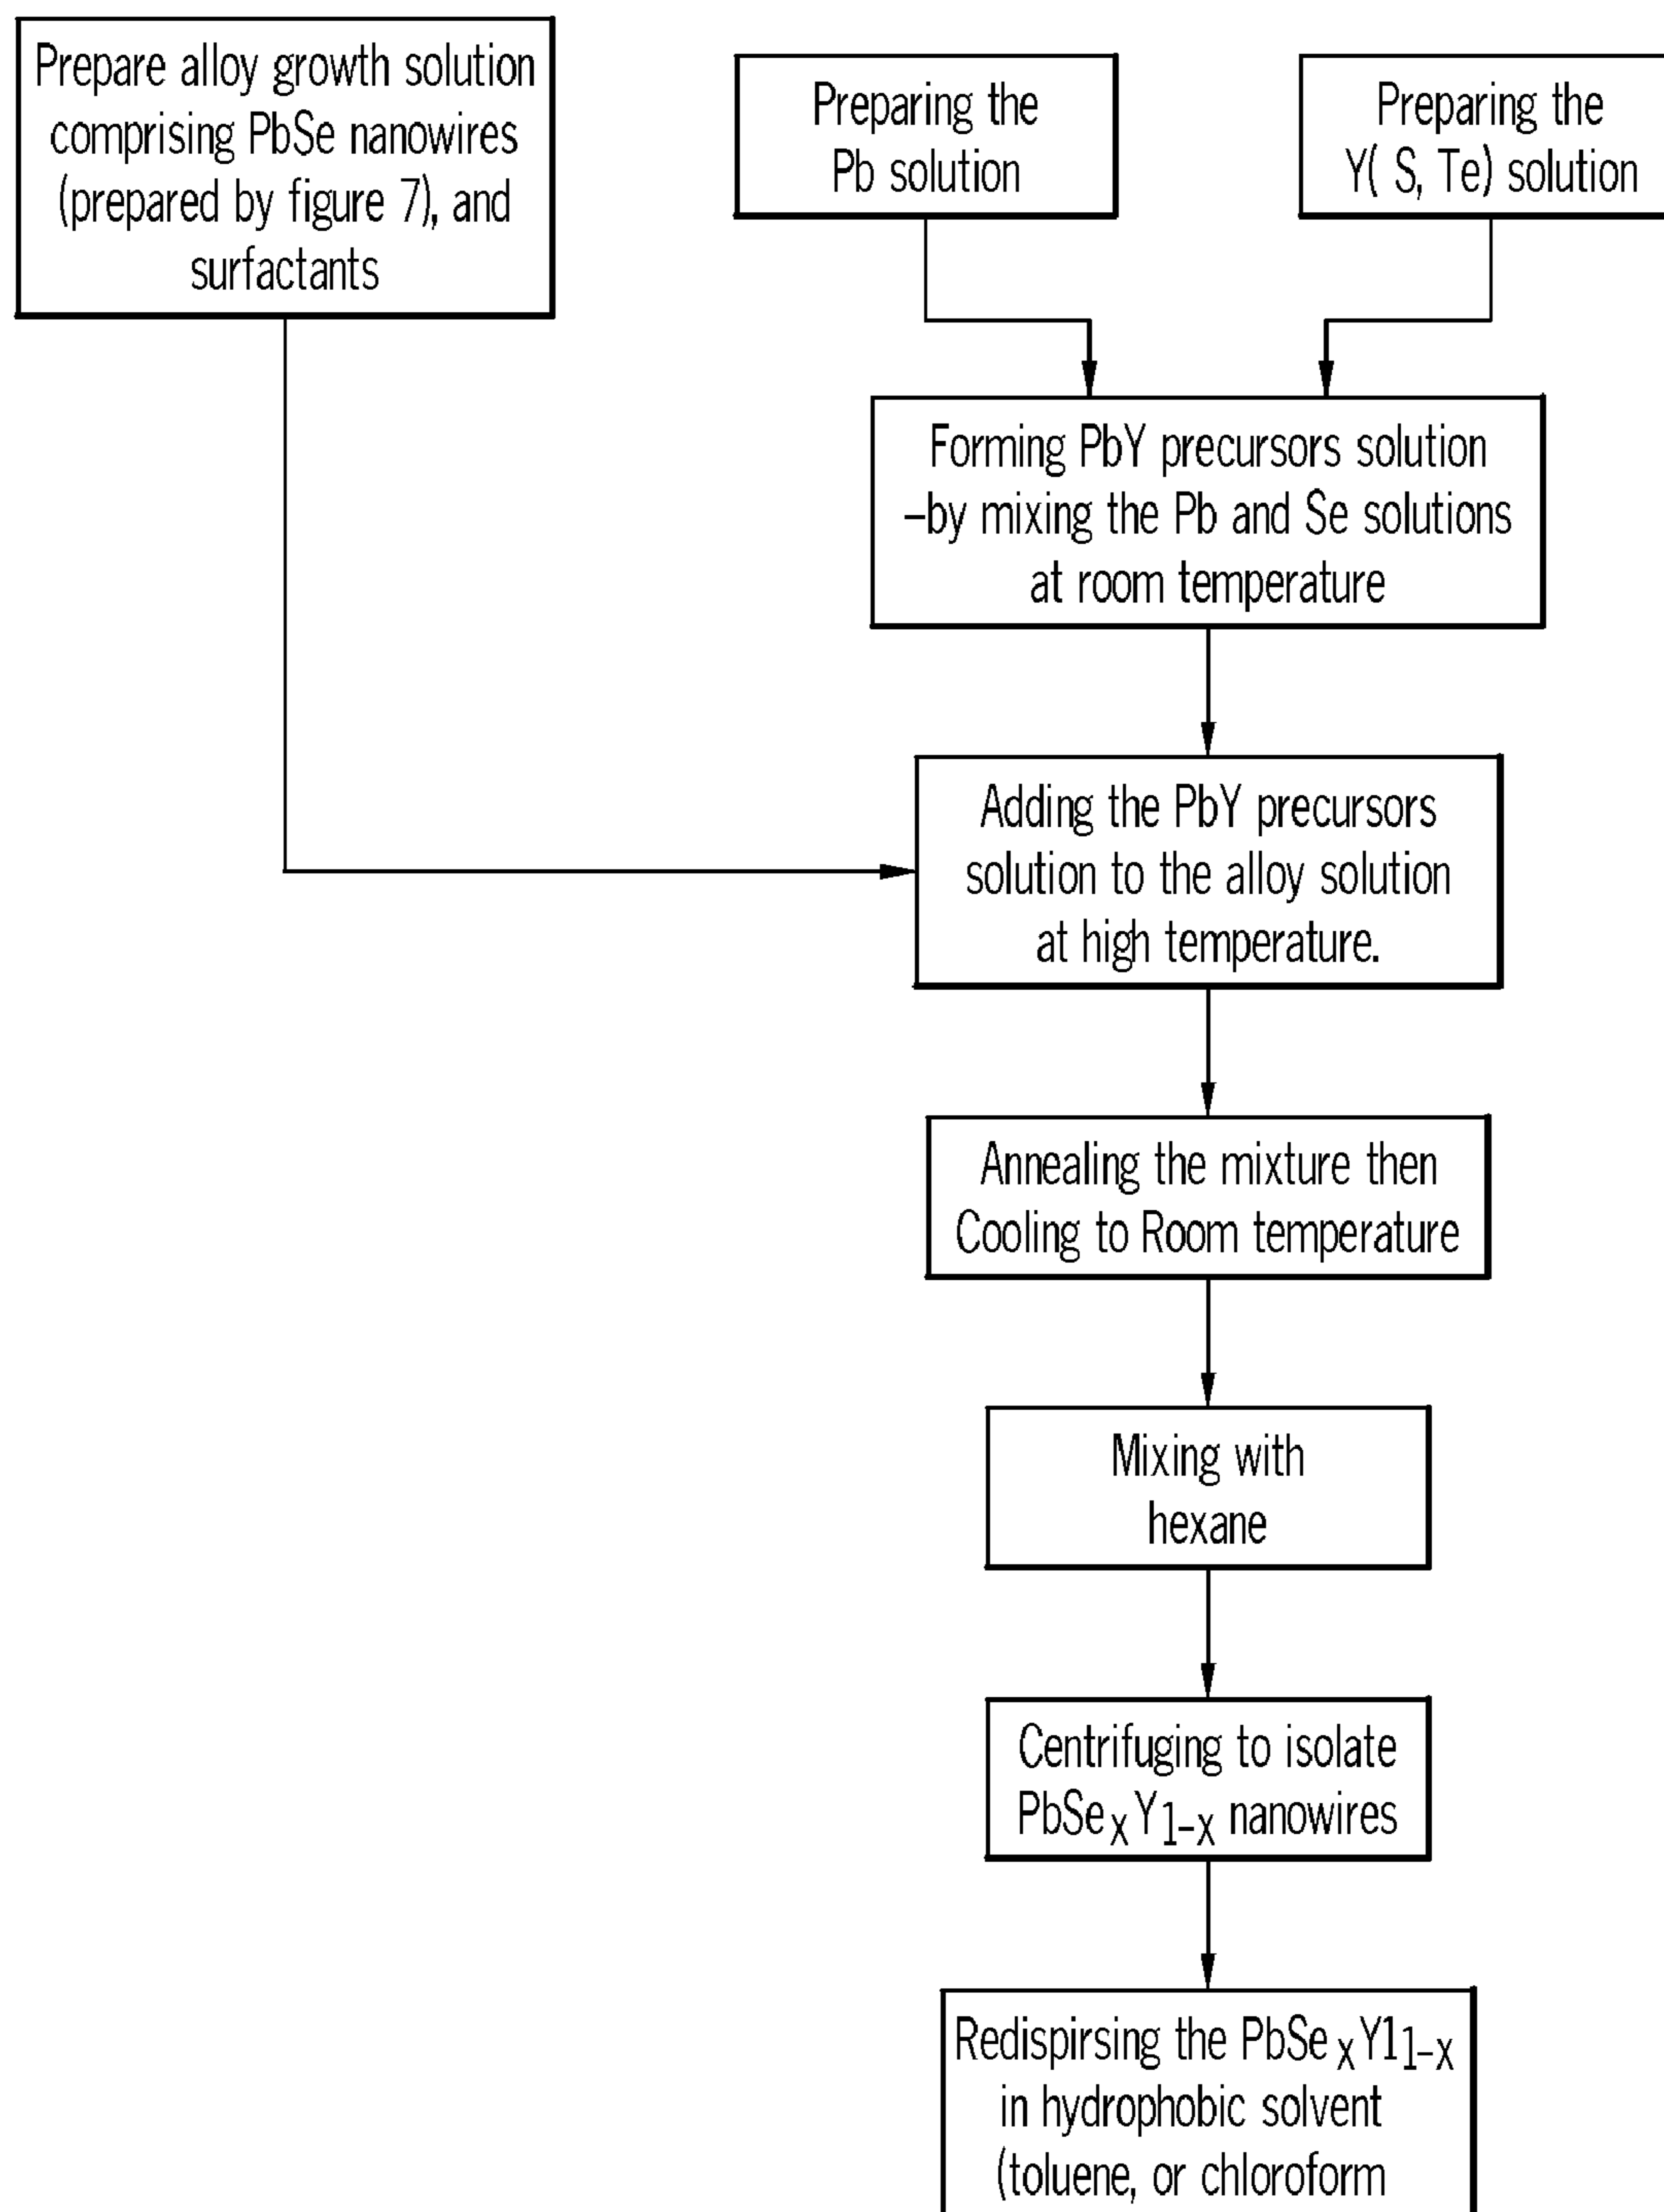 Prepare alloy growth solution
comprising PbSe nanowires
(prepared by figure 7), and
surfactants
Preparing the
Pb solution
Preparing the
Y( S, Te) solution
Forming PbY precursors solution
–by mixing the Pb and Se solutions
at room temperature
Adding the PbY precursors
solution to the alloy solution
at high temperature.
Annealing the mixture then
Cooling to Room temperature
Mixing with
hexane
Centrifuging to isolate
PbSeₓY₁₋ₓ nanowires
Redispirsing the PbSeₓY1₁₋ₓ
in hydrophobic solvent
(toluene, or chloroform